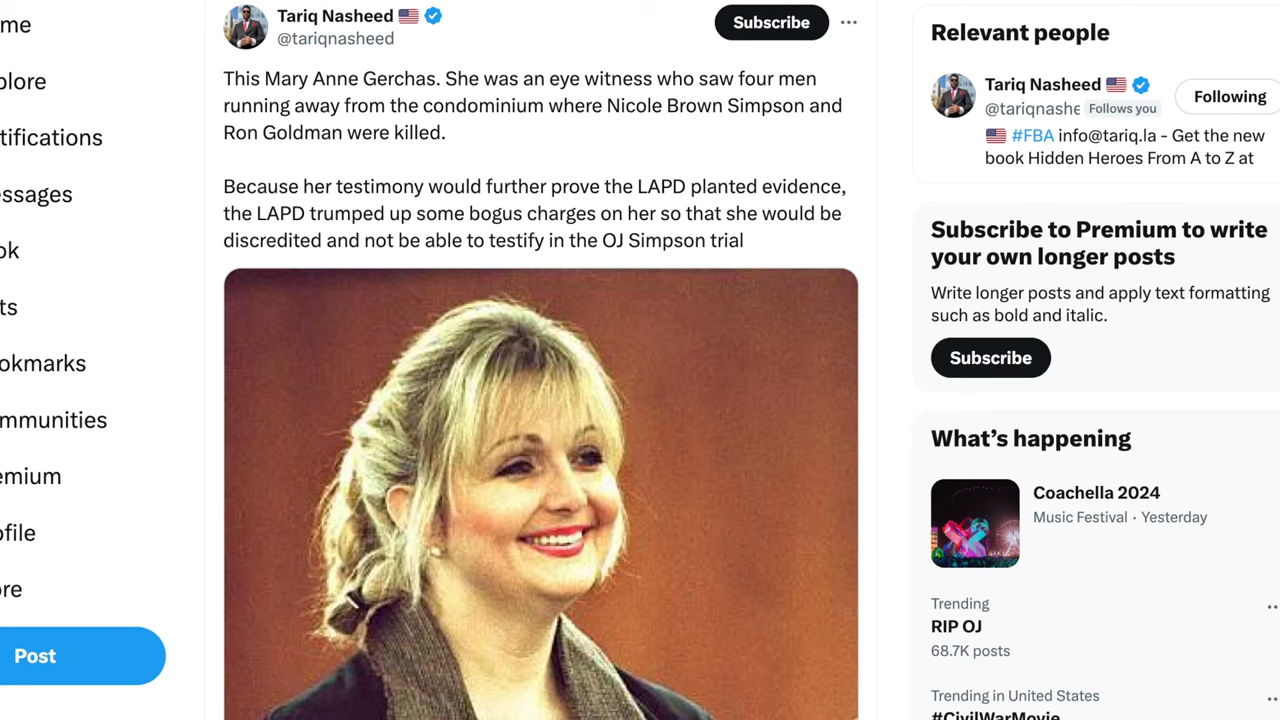 me
plore
tifications
essages
ok
ts
okmarks
mmunities
emium
ofile
re
Post
Tariq Nasheed 🇺🇸
@tariqnasheed
Subscribe
This Mary Anne Gerchas. She was an eye witness who saw four men
running away from the condominium where Nicole Brown Simpson and
Ron Goldman were killed.
Because her testimony would further prove the LAPD planted evidence,
the LAPD trumped up some bogus charges on her so that she would be
discredited and not be able to testify in the OJ Simpson trial
Relevant people
Tariq Nasheed 🇺🇸
@tariqnashe Follows you
Following
🇺🇸 #FBA info@tariq.la - Get the new
book Hidden Heroes From A to Z at
Subscribe to Premium to write
your own longer posts
Write longer posts and apply text formatting
such as bold and italic.
Subscribe
What's happening
Coachella 2024
Music Festival · Yesterday
Trending
RIP OJ
68.7K posts
Trending in United States
#CivilWarMovie